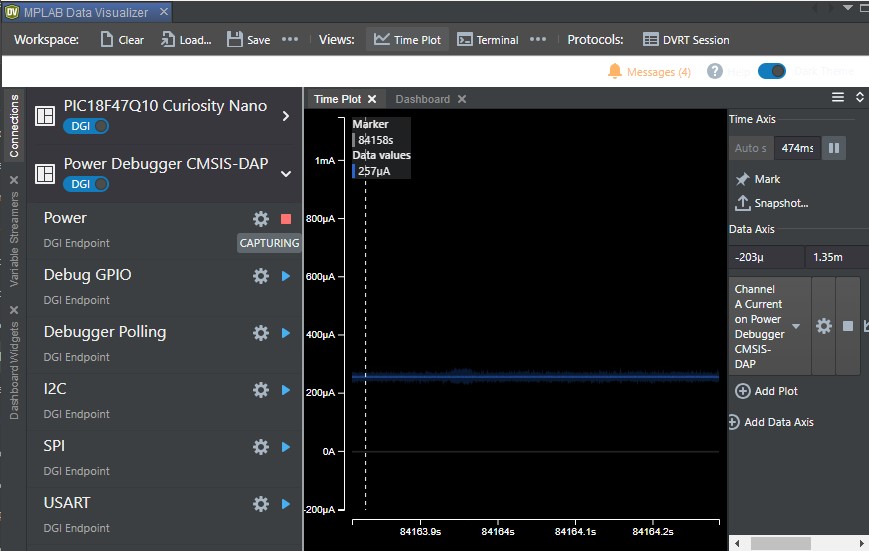 MPLAB Data Visualizer
Workspace: Clear Load... Save Views: Time Plot Terminal Protocols: DVRT Session
Messages (4)
Connections
Variable Streamers
Dashboard Widgets
PIC18F47Q10 Curiosity Nano
DGI
Power Debugger CMSIS-DAP
DGI
Power
DGI Endpoint
CAPTURING
Debug GPIO
DGI Endpoint
Debugger Polling
DGI Endpoint
I2C
DGI Endpoint
SPI
DGI Endpoint
USART
DGI Endpoint
Time Plot Dashboard
Marker
84158s
Data values
257µA
1mA
800µA
600µA
400µA
200µA
0A
-200µA
84163.9s 84164s 84164.1s 84164.2s
Time Axis
Auto s 474ms
Mark
Snapshot...
Data Axis
-203µ 1.35m
Channel
A Current
on Power
Debugger
CMSIS-
DAP
Add Plot
Add Data Axis